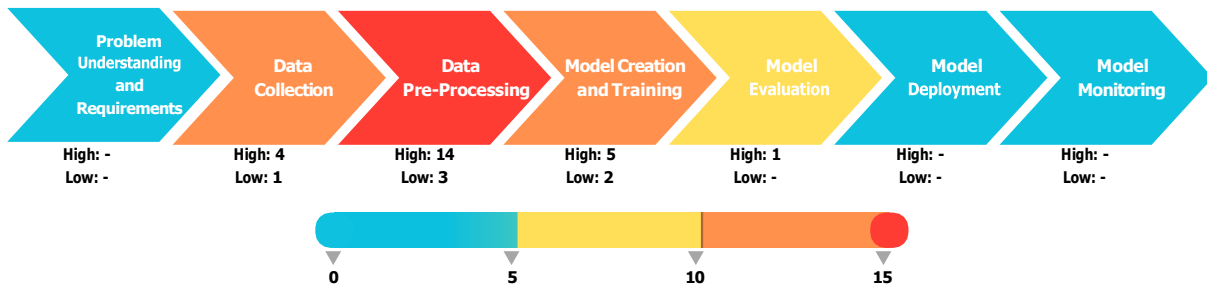 Problem
Understanding
and
Requirements
Data
Collection
Data
Pre-Processing
Model Creation
and Training
Model
Evaluation
Model
Deployment
Model
Monitoring
High: -
Low: -
High: 4
Low: 1
High: 14
Low: 3
High: 5
Low: 2
High: 1
Low: -
High: -
Low: -
High: -
Low: -
0
5
10
15